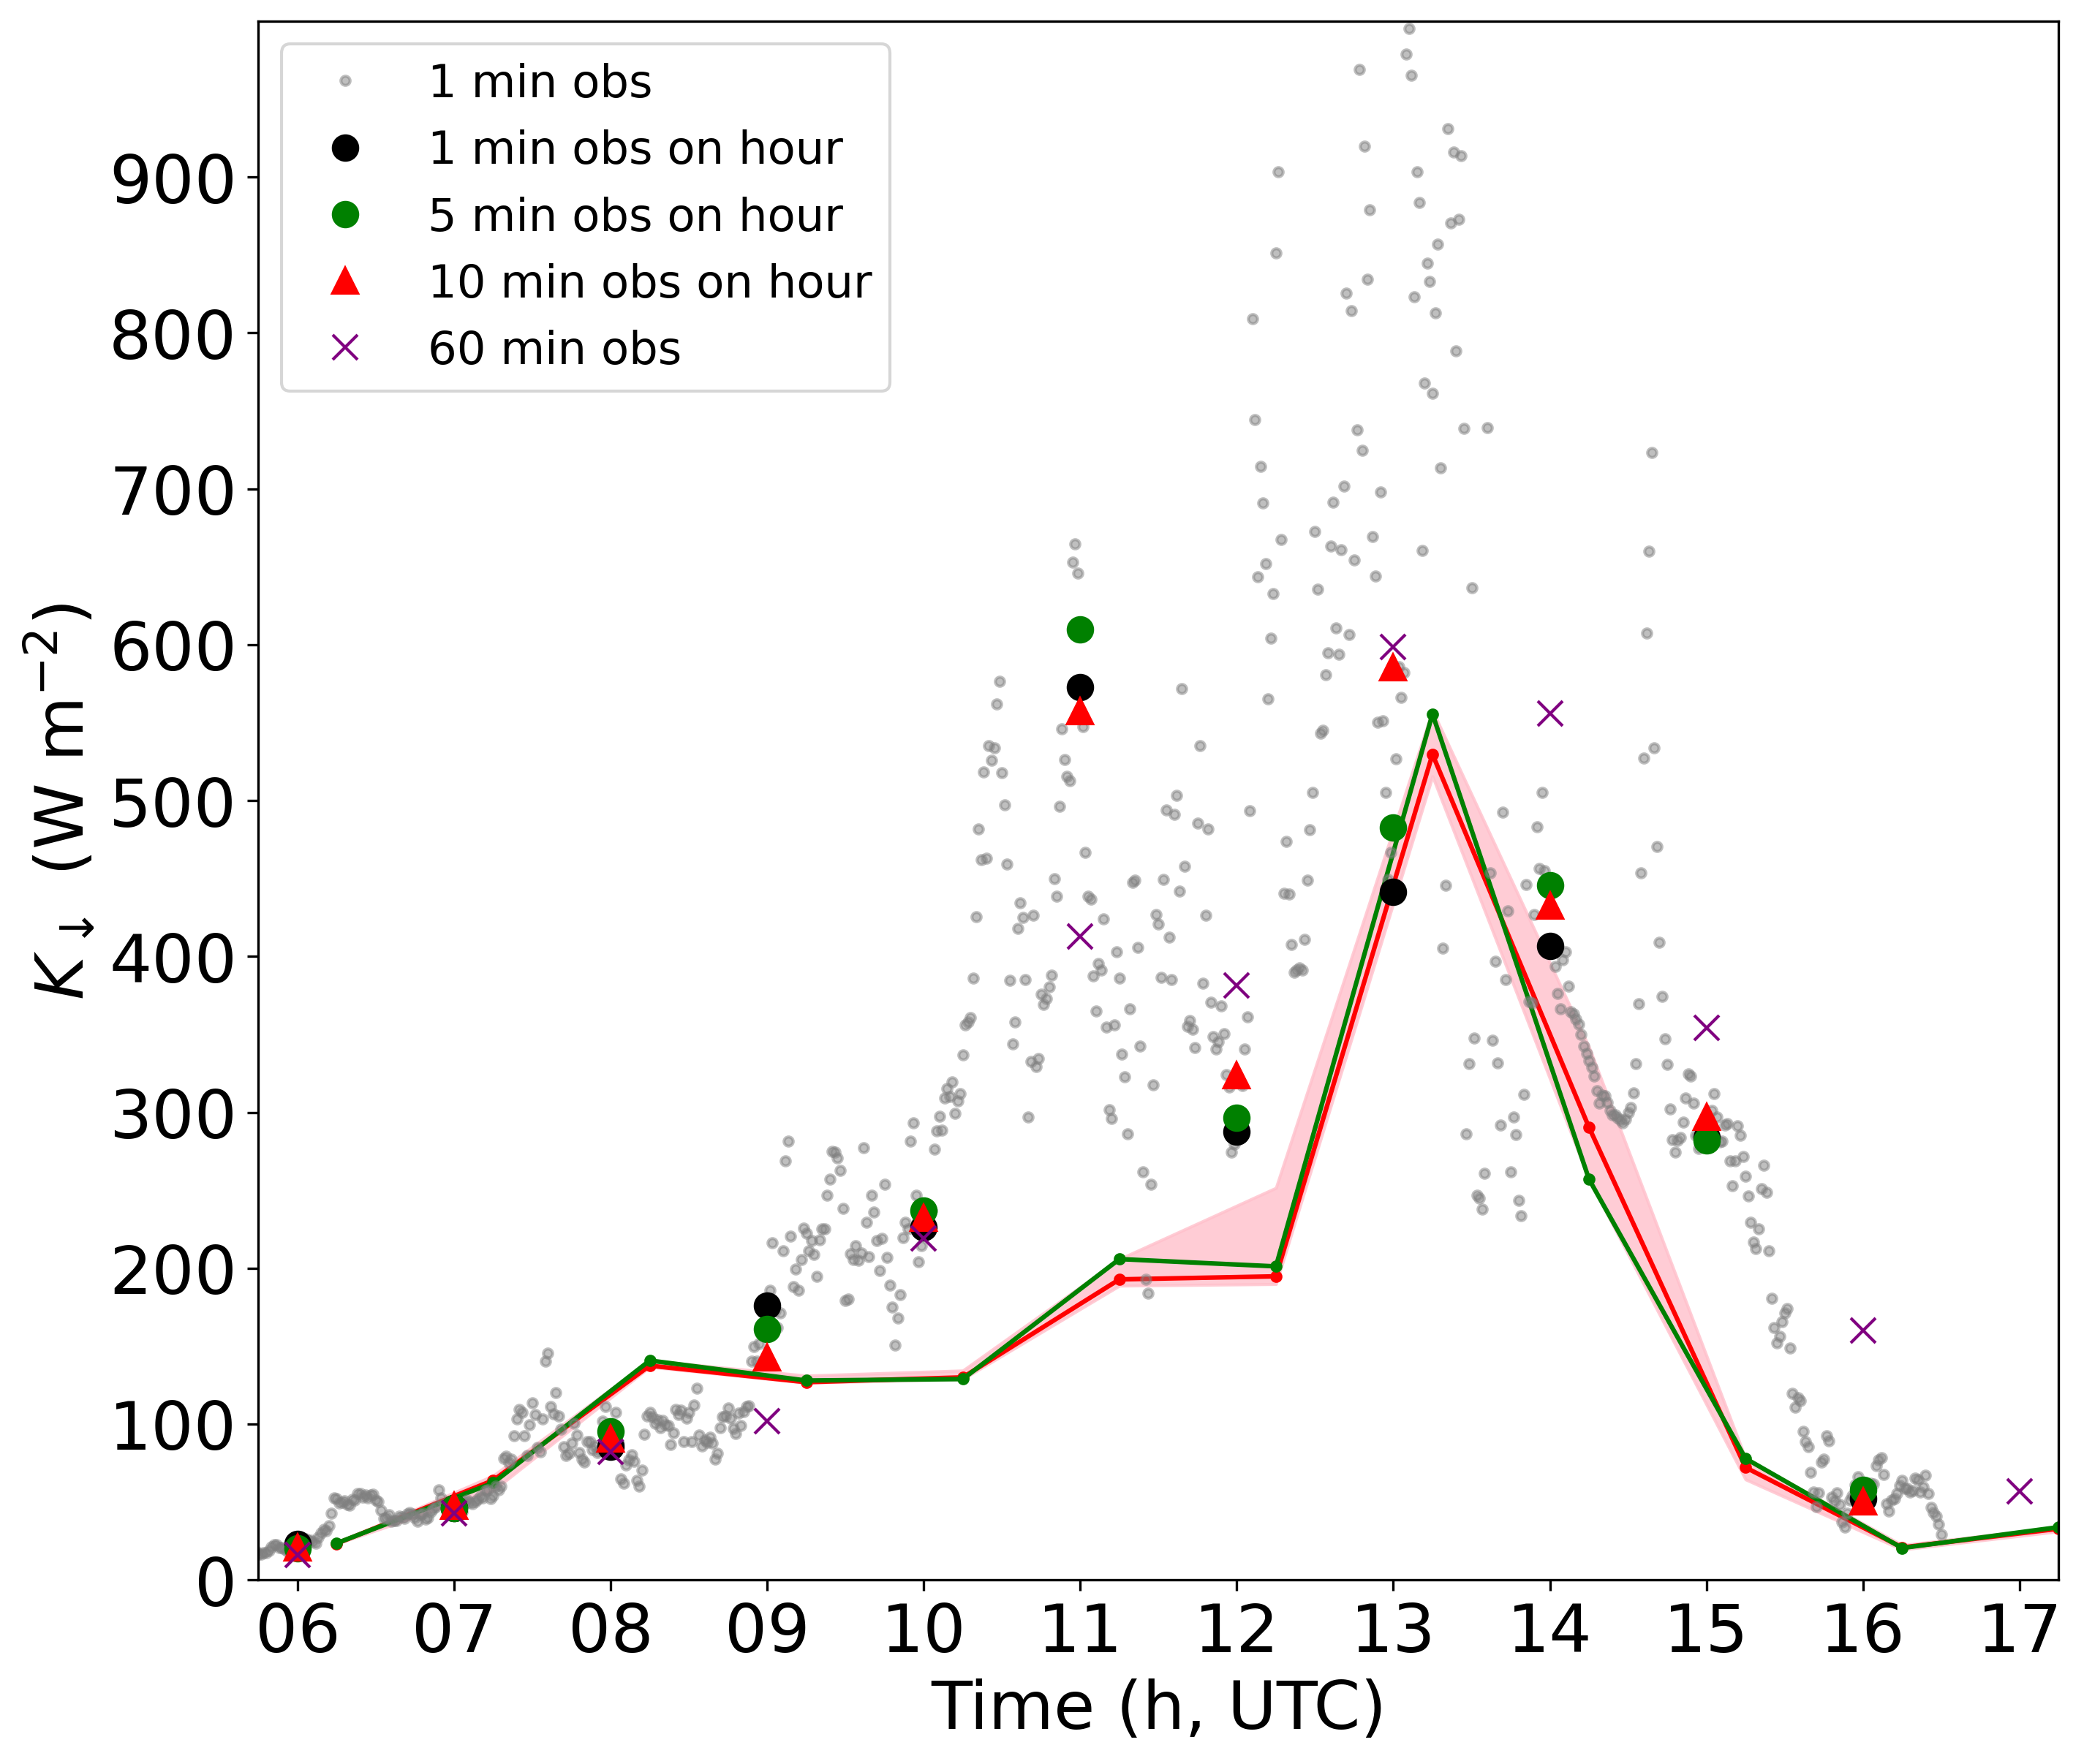 1 min obs
1 min obs on hour
5 min obs on hour
10 min obs on hour
60 min obs
K↓ (W m⁻²)
900
800
700
600
500
400
300
200
100
0
06 07 08 09 10 11 12 13 14 15 16 17
Time (h, UTC)